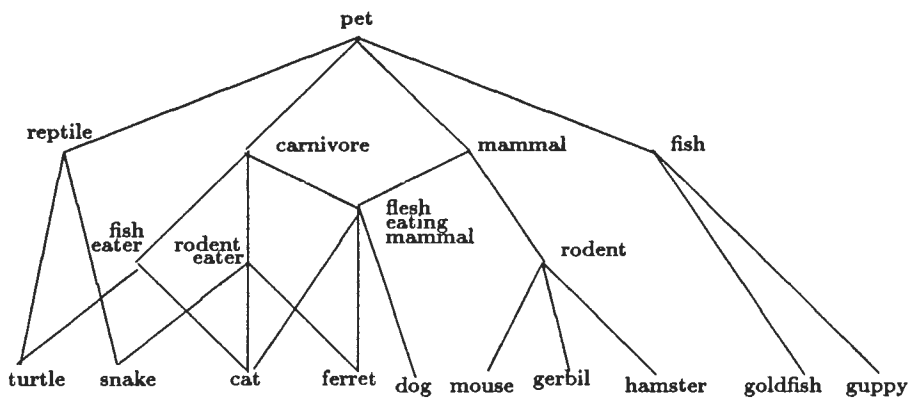 pet
reptile
carnivore
mammal
fish
fish
eater
rodent
eater
flesh
eating
mammal
rodent
turtle
snake
cat
ferret
dog
mouse
gerbil
hamster
goldfish
guppy